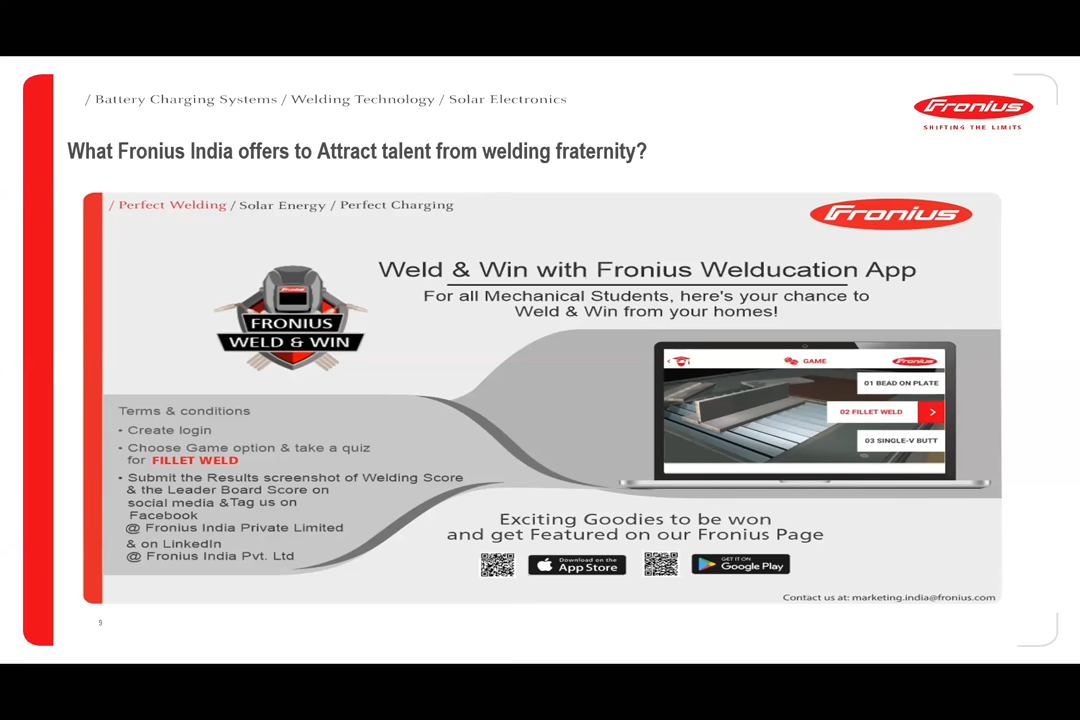 / Battery Charging Systems / Welding Technology / Solar Electronics
Fronius
SHIFTING THE LIMITS
What Fronius India offers to Attract talent from welding fraternity?
/ Perfect Welding / Solar Energy / Perfect Charging
Fronius
Weld & Win with Fronius Welducation App
For all Mechanical Students, here's your chance to
Weld & Win from your homes!
Fronius
FRONIUS
WELD & WIN
GAME
Fronius
01 BEAD ON PLATE
02 FILLET WELD >
03 SINGLE-V BUTT
Terms & conditions
• Create login
• Choose Game option & take a quiz
for FILLET WELD
• Submit the Results screenshot of Welding Score
& the Leader Board Score on
social media &Tag us on
Facebook
@ Fronius India Private Limited
& on LinkedIn
@ Fronius India Pvt. Ltd
Exciting Goodies to be won
and get Featured on our Fronius Page
Download on the
App Store
GET IT ON
Google Play
Contact us at: marketing.india@fronius.com
9